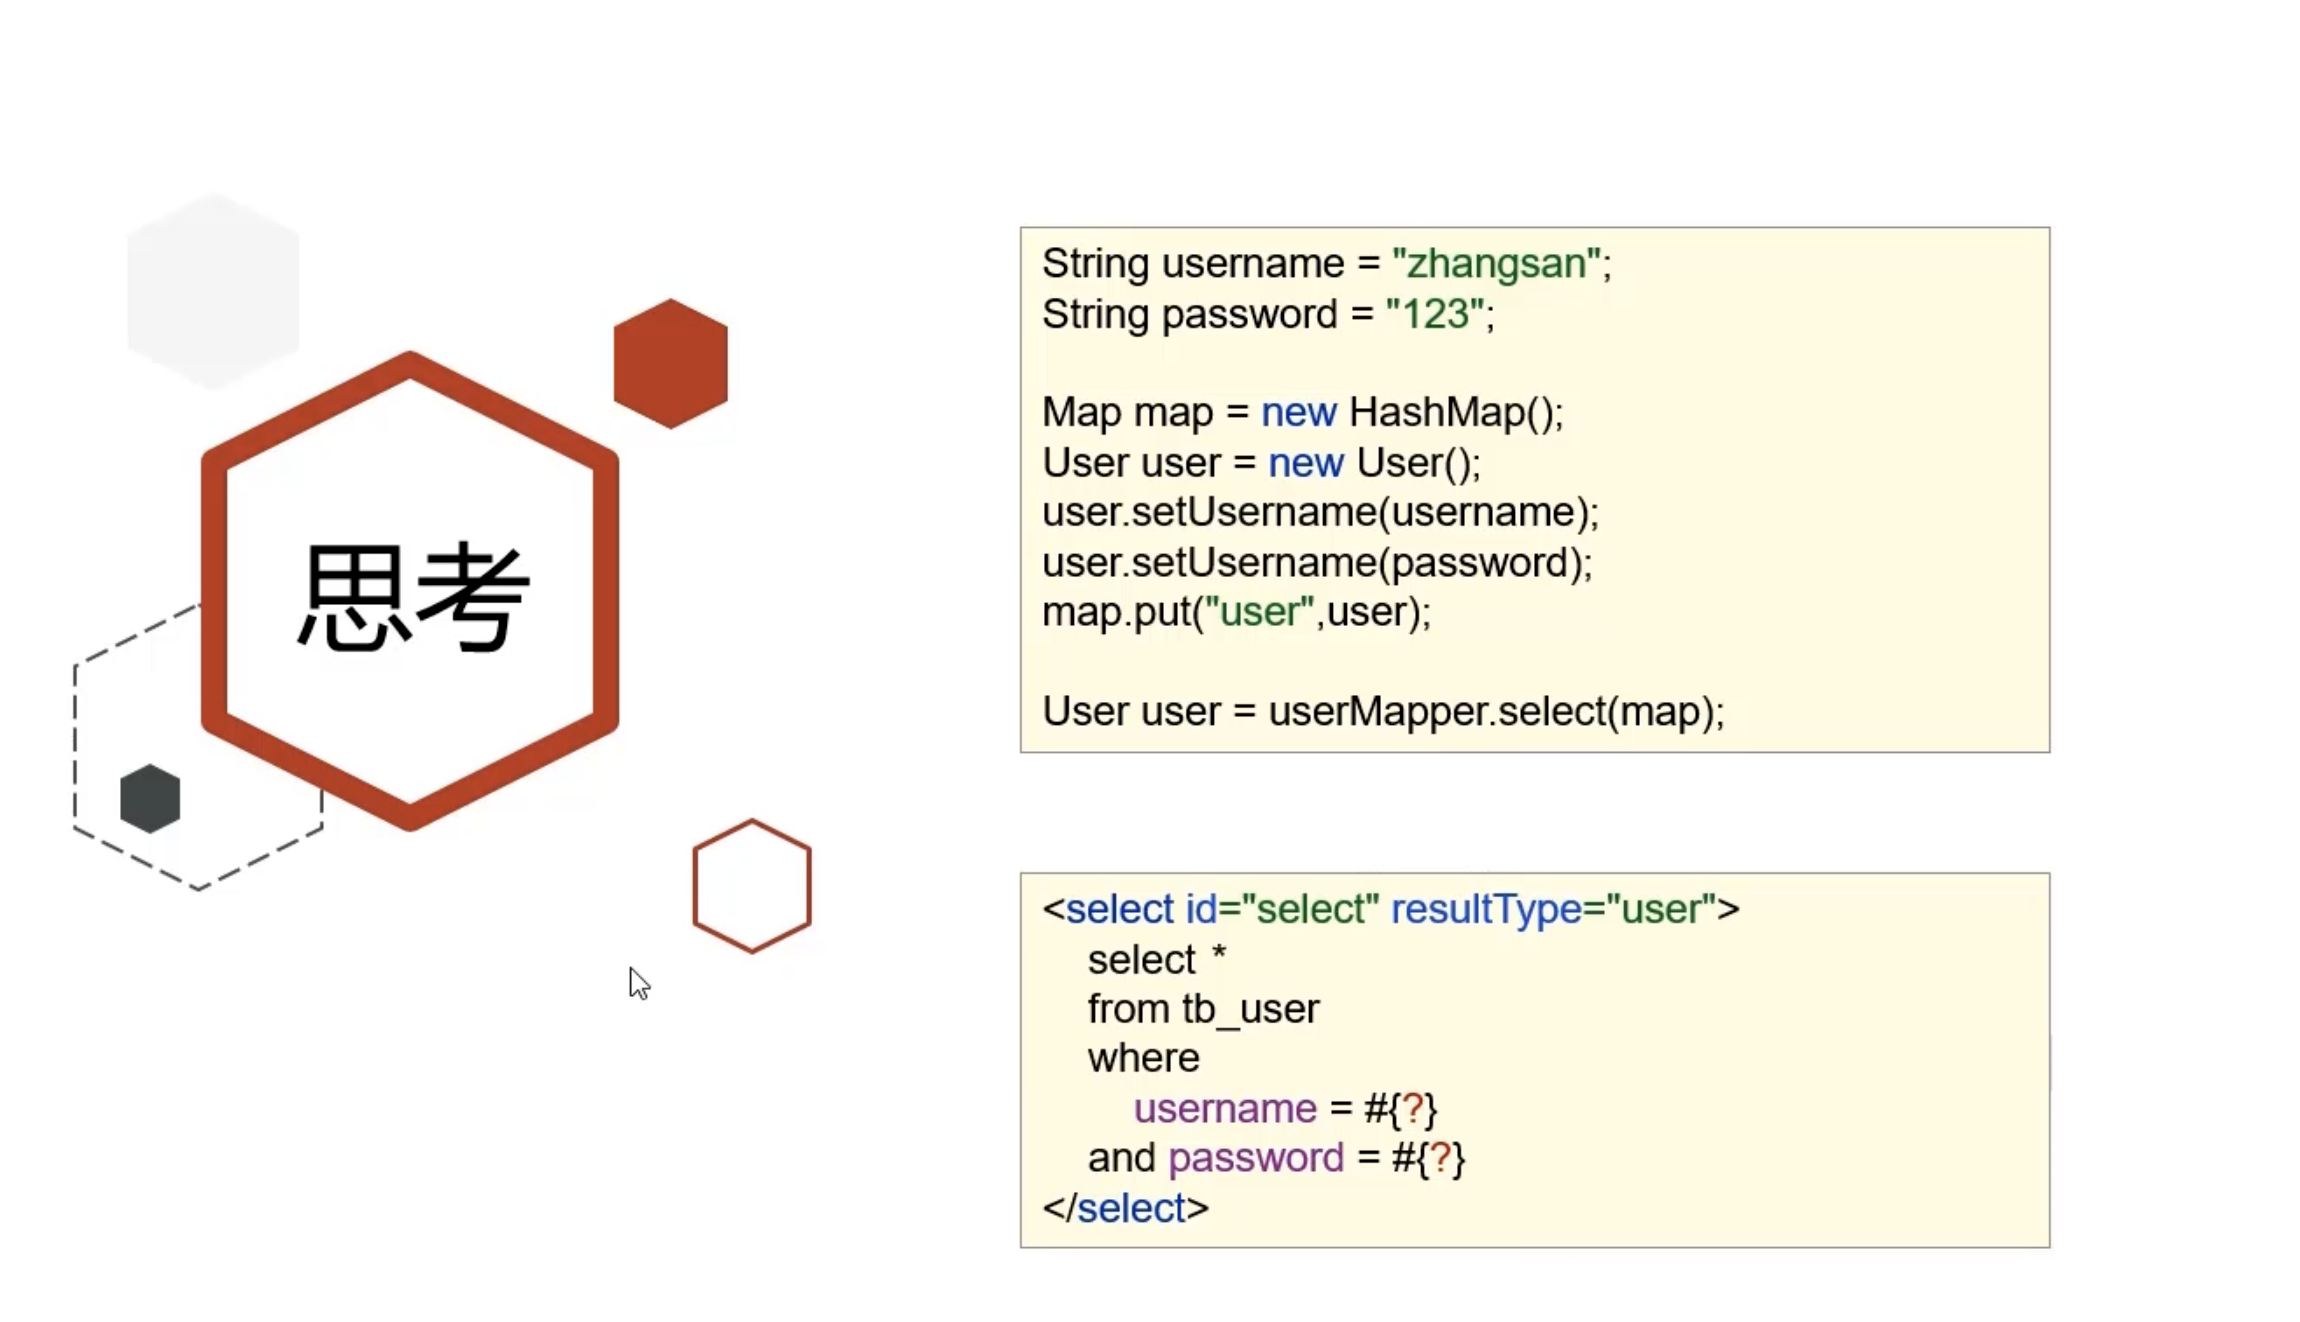 思考
String username = "zhangsan";
String password = "123";
Map map = new HashMap();
User user = new User();
user.setUsername(username);
user.setUsername(password);
map.put("user",user);
User user = userMapper.select(map);
<select id="select" resultType="user">
select *
from tb_user
where
username = #{?}
and password = #{?}
</select>